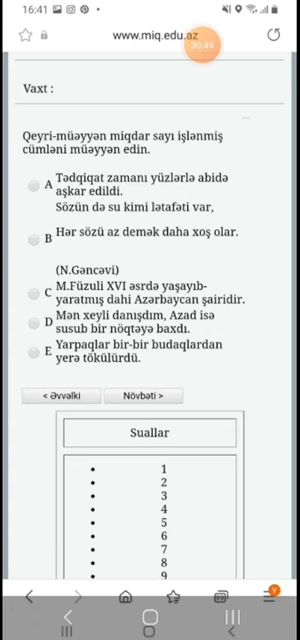 16:41
www.miq.edu.az
30:49
Vaxt :
Qeyri-müəyyən miqdar sayı işlənmiş
cümləni müəyyən edin.
A Tədqiqat zamanı yüzlərlə abidə
aşkar edildi.
Sözün də su kimi lətafəti var,
B Hər sözü az demək daha xoş olar.
(N.Gəncəvi)
C M.Füzuli XVI əsrdə yaşayıb-
yaratmış dahi Azərbaycan şairidir.
D Mən xeyli danışdım, Azad isə
susub bir nöqtəyə baxdı.
E Yarpaqlar bir-bir budaqlardan
yerə tökülürdü.
< Əvvəlki
Növbəti >
Suallar
1
2
3
4
5
6
7
8
9